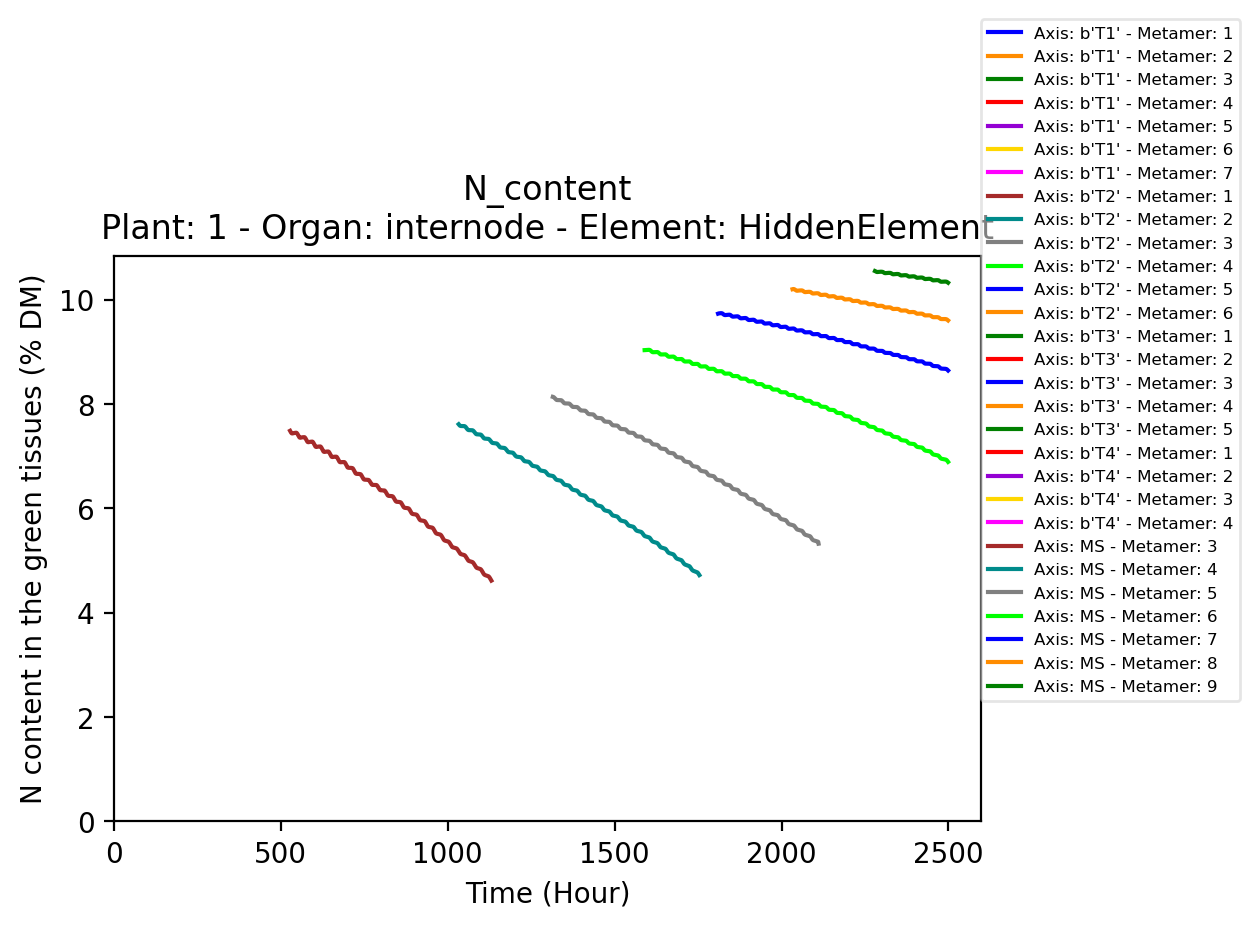 N_content
Plant: 1 - Organ: internode - Element: HiddenElement
N content in the green tissues (% DM)
10
8
6
4
2
0
0 500 1000 1500 2000 2500
Time (Hour)
Axis: b'T1' - Metamer: 1
Axis: b'T1' - Metamer: 2
Axis: b'T1' - Metamer: 3
Axis: b'T1' - Metamer: 4
Axis: b'T1' - Metamer: 5
Axis: b'T1' - Metamer: 6
Axis: b'T1' - Metamer: 7
Axis: b'T2' - Metamer: 1
Axis: b'T2' - Metamer: 2
Axis: b'T2' - Metamer: 3
Axis: b'T2' - Metamer: 4
Axis: b'T2' - Metamer: 5
Axis: b'T2' - Metamer: 6
Axis: b'T3' - Metamer: 1
Axis: b'T3' - Metamer: 2
Axis: b'T3' - Metamer: 3
Axis: b'T3' - Metamer: 4
Axis: b'T3' - Metamer: 5
Axis: b'T4' - Metamer: 1
Axis: b'T4' - Metamer: 2
Axis: b'T4' - Metamer: 3
Axis: b'T4' - Metamer: 4
Axis: MS - Metamer: 3
Axis: MS - Metamer: 4
Axis: MS - Metamer: 5
Axis: MS - Metamer: 6
Axis: MS - Metamer: 7
Axis: MS - Metamer: 8
Axis: MS - Metamer: 9